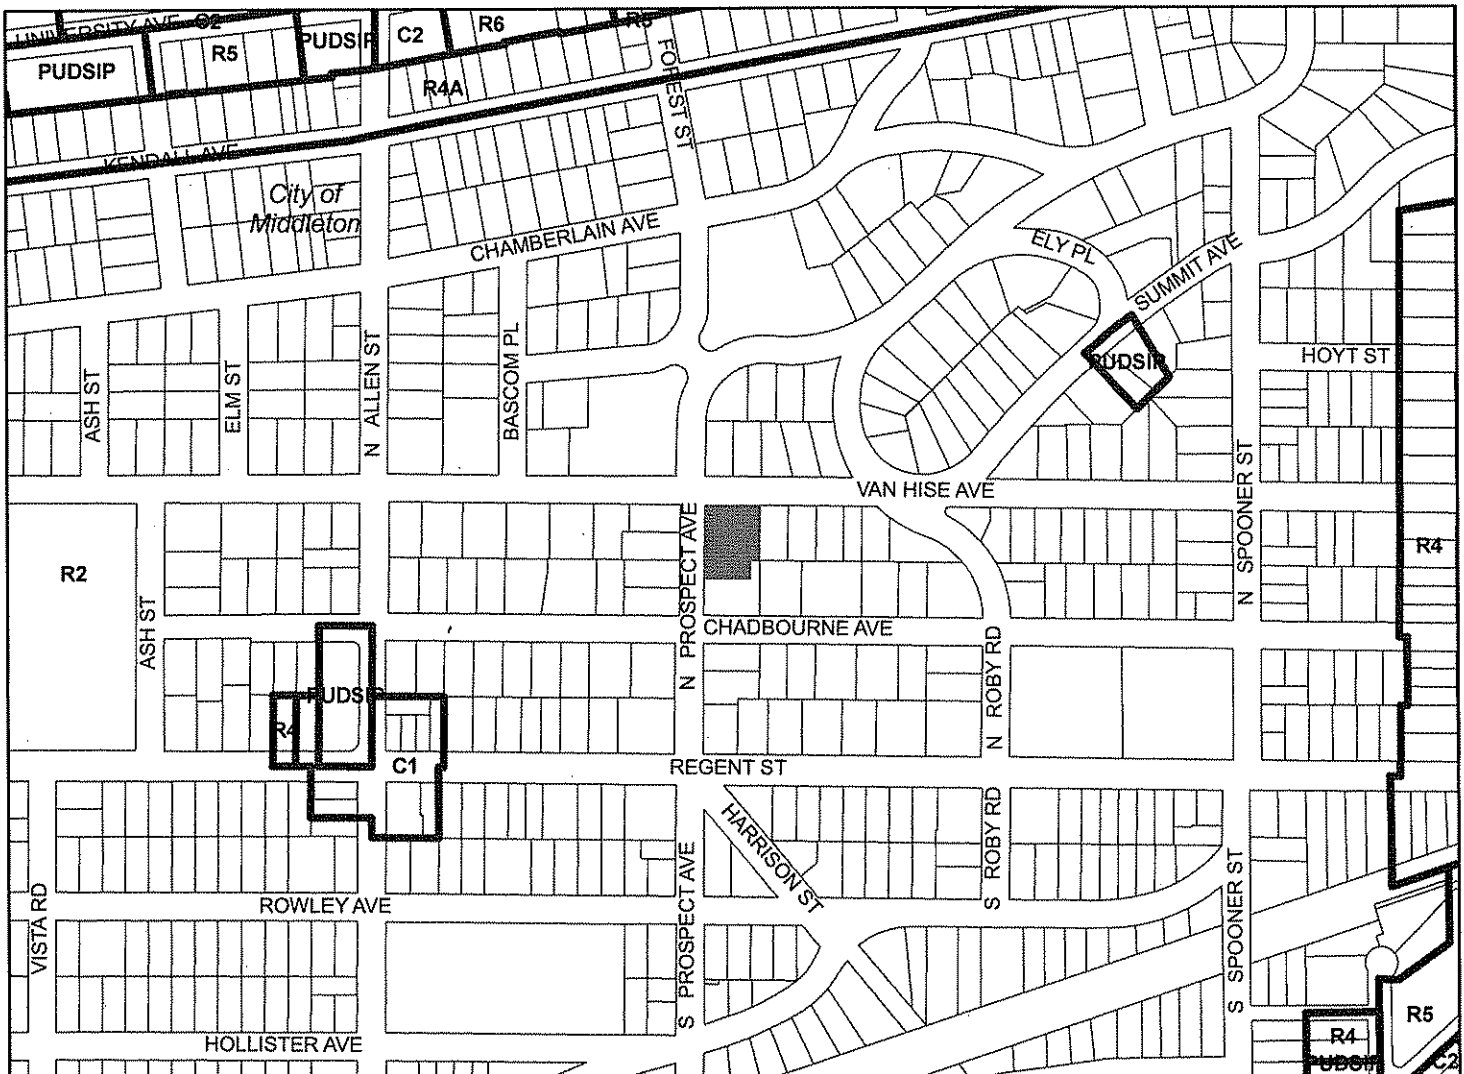 UNIVERSITY AVE
C2
PUDSIP
R5
PUDSIP
C2
R6
R5
R4A
FOREST ST
KENDALL AVE
City of
Middleton
CHAMBERLAIN AVE
ELY PL
SUMMIT AVE
PUDSIP
HOYT ST
ASH ST
ELM ST
N ALLEN ST
BASCOM PL
VAN HISE AVE
N SPOONER ST
R4
R2
ASH ST
N PROSPECT AVE
CHADBOURNE AVE
N ROBY RD
PUDSIP
R4
C1
REGENT ST
HARRISON ST
S ROBY RD
VISTA RD
ROWLEY AVE
S PROSPECT AVE
S SPOONER ST
HOLLISTER AVE
R5
R4
PUDSIP
C2